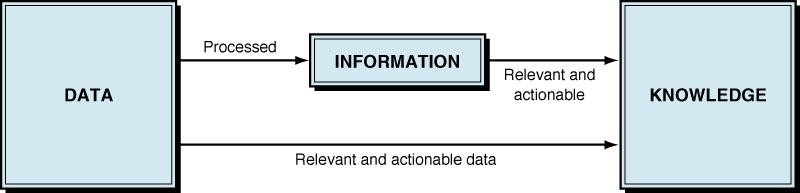 Processed
INFORMATION
Relevant and
actionable
DATA
KNOWLEDGE
Relevant and actionable data